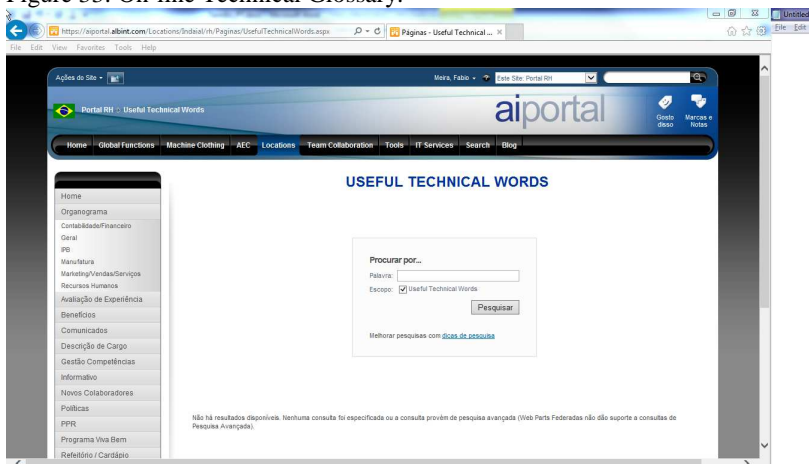 Figure 33. On-line Technical Glossary.
Untitled
https://aiportal.albint.com/Locations/Indaial/rh/Paginas/UsefulTechnicalWords.aspx
Páginas - Useful Technical ...
File Edit
File Edit View Favorites Tools Help
Ações do Site
Meira, Fabio
Este Site: Portal RH
Portal RH : Useful Technical Words
aiportal
Gosto disso
Marcas e Notas
Home Global Functions Machine Clothing AEC Locations Team Collaboration Tools IT Services Search Blog
USEFUL TECHNICAL WORDS
Home
Organograma
Contabilidade/Financeiro
Geral
IPB
Manufatura
Marketing/Vendas/Serviços
Recursos Humanos
Avaliação de Experiência
Benefícios
Comunicados
Descrição de Cargo
Gestão Competências
Informativo
Novos Colaboradores
Políticas
PPR
Programa Viva Bem
Refeitório / Cardápio
Procurar por...
Palavra:
Escopo: Useful Technical Words
Pesquisar
Melhorar pesquisas com dicas de pesquisa
Não há resultados disponíveis. Nenhuma consulta foi especificada ou a consulta provém de pesquisa avançada (Web Parts Federadas não dão suporte a consultas de
Pesquisa Avançada).